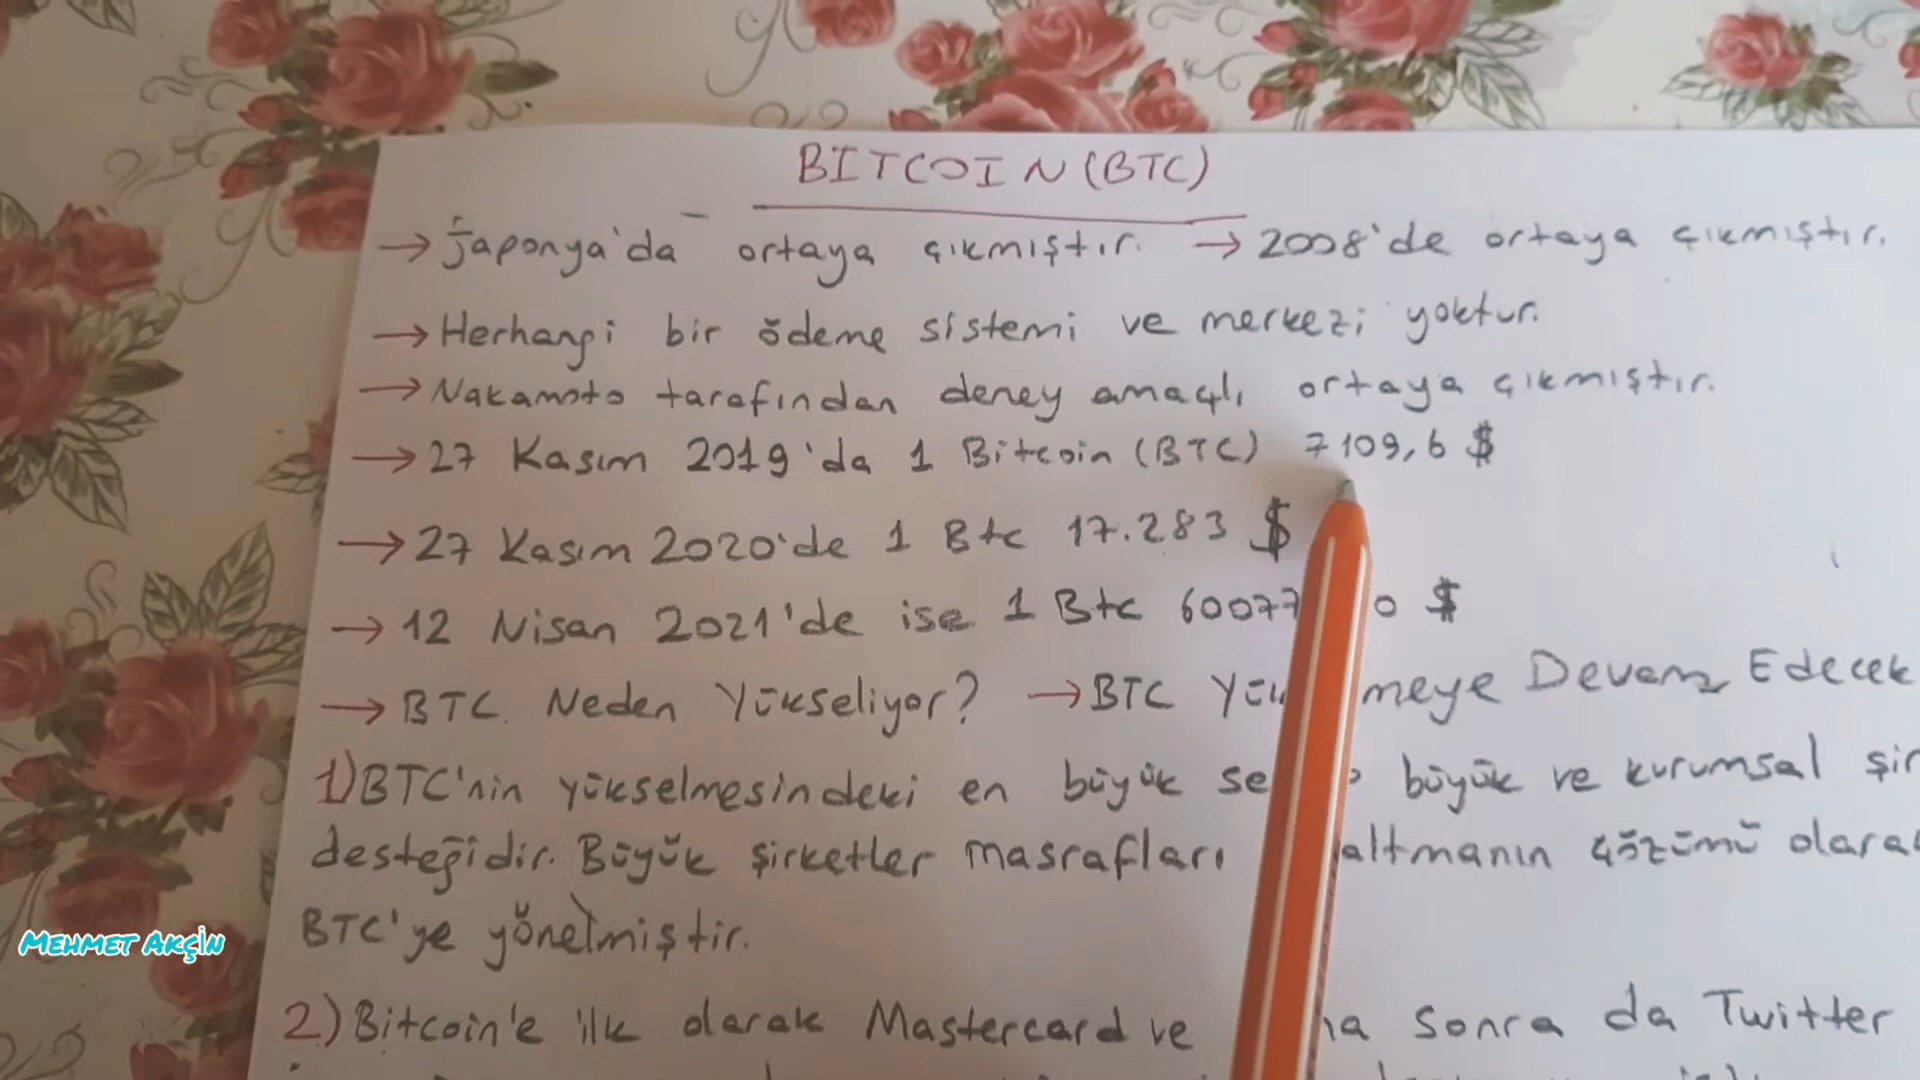 BITCOIN (BTC)
→ Japonya'da ortaya çıkmıştır. → 2008'de ortaya çıkmıştır.
→ Herhangi bir ödeme sistemi ve merkezi yoktur.
→ Nakamoto tarafından deney amaçlı ortaya çıkmıştır.
→ 27 Kasım 2019'da 1 Bitcoin (BTC) 7109,6 $
→ 27 Kasım 2020'de 1 Btc 17.283 $
→ 12 Nisan 2021'de ise 1 Btc $
→ BTC Neden Yükseliyor? → BTC Devam Edecek
1) BTC'nin yükselmesindeki en büyük büyük ve kurumsal
desteğidir. Büyük şirketler masrafları çözümü
BTC'ye yönelmiştir.
MEHMET AKÇİN
2) Bitcoin'e ilk olarak Mastercard ve sonra da Twitter